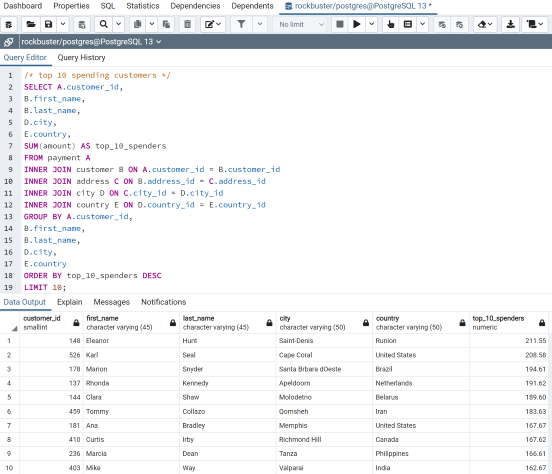 Dashboard Properties SQL Statistics Dependencies Dependents rockbuster/postgres@PostgreSQL 13 *
No limit
rockbuster/postgres@PostgreSQL 13
Query Editor Query History
1 /* top 10 spending customers */
2 SELECT A.customer_id,
3 B.first_name,
4 B.last_name,
5 D.city,
6 E.country,
7 SUM(amount) AS top_10_spenders
8 FROM payment A
9 INNER JOIN customer B ON A.customer_id = B.customer_id
10 INNER JOIN address C ON B.address_id = C.address_id
11 INNER JOIN city D ON C.city_id = D.city_id
12 INNER JOIN country E ON D.country_id = E.country_id
13 GROUP BY A.customer_id,
14 B.first_name,
15 B.last_name,
16 D.city,
17 E.country
18 ORDER BY top_10_spenders DESC
19 LIMIT 10;
Data Output Explain Messages Notifications
customer_id first_name last_name city country top_10_spenders
smallint character varying (45) character varying (45) character varying (50) character varying (50) numeric
1 148 Eleanor Hunt Saint-Denis Runion 211.55
2 526 Karl Seal Cape Coral United States 208.58
3 178 Marion Snyder Santa Brbara dOeste Brazil 194.61
4 137 Rhonda Kennedy Apeldoorn Netherlands 191.62
5 144 Clara Shaw Molodetno Belarus 189.60
6 459 Tommy Collazo Qomsheh Iran 183.63
7 181 Ana Bradley Memphis United States 167.67
8 410 Curtis Irby Richmond Hill Canada 167.62
9 236 Marcia Dean Tanza Philippines 166.61
10 403 Mike Way Valparai India 162.67